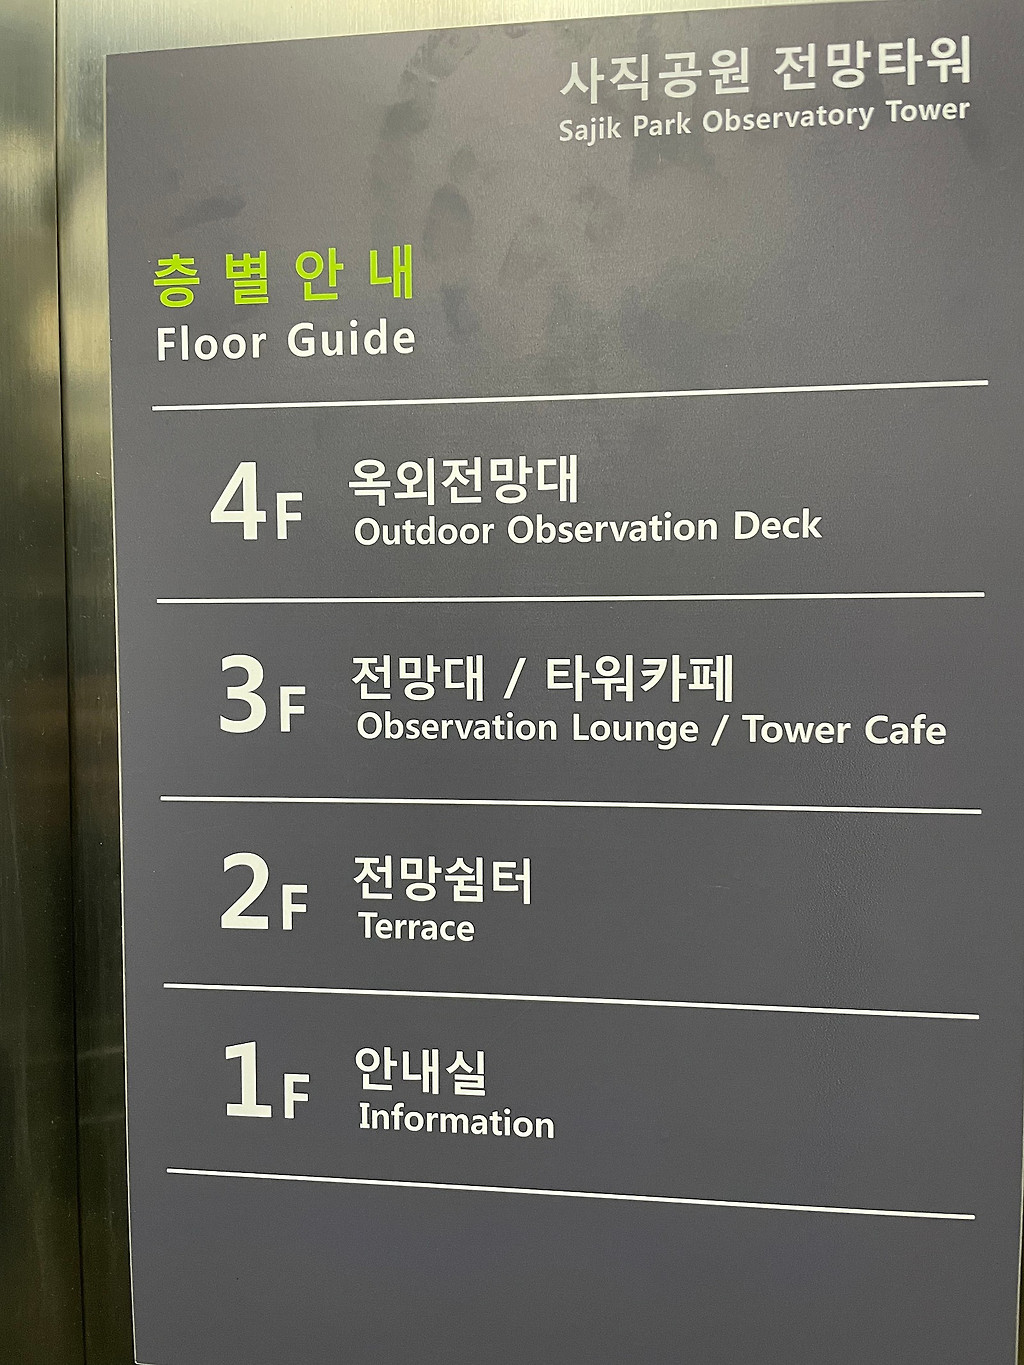 사직공원 전망타워
Sajik Park Observatory Tower
층별안내
Floor Guide
4F 옥외전망대
Outdoor Observation Deck
3F 전망대 / 타워카페
Observation Lounge / Tower Cafe
2F 전망쉼터
Terrace
1F 안내실
Information